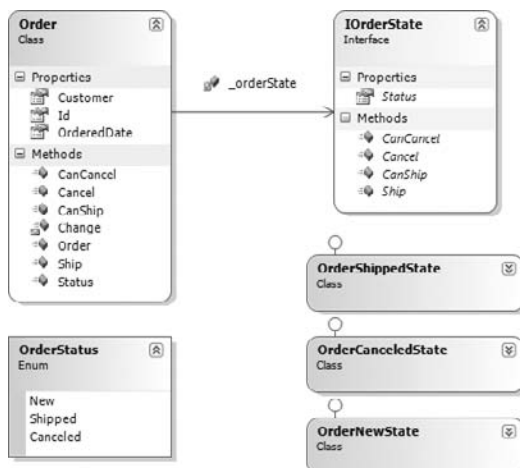 Order
Class
Properties
Customer
Id
OrderedDate
Methods
CanCancel
Cancel
CanShip
Change
Order
Ship
Status
_orderState
IOrderState
Interface
Properties
Status
Methods
CanCancel
Cancel
CanShip
Ship
OrderShippedState
Class
OrderCanceledState
Class
OrderNewState
Class
OrderStatus
Enum
New
Shipped
Canceled